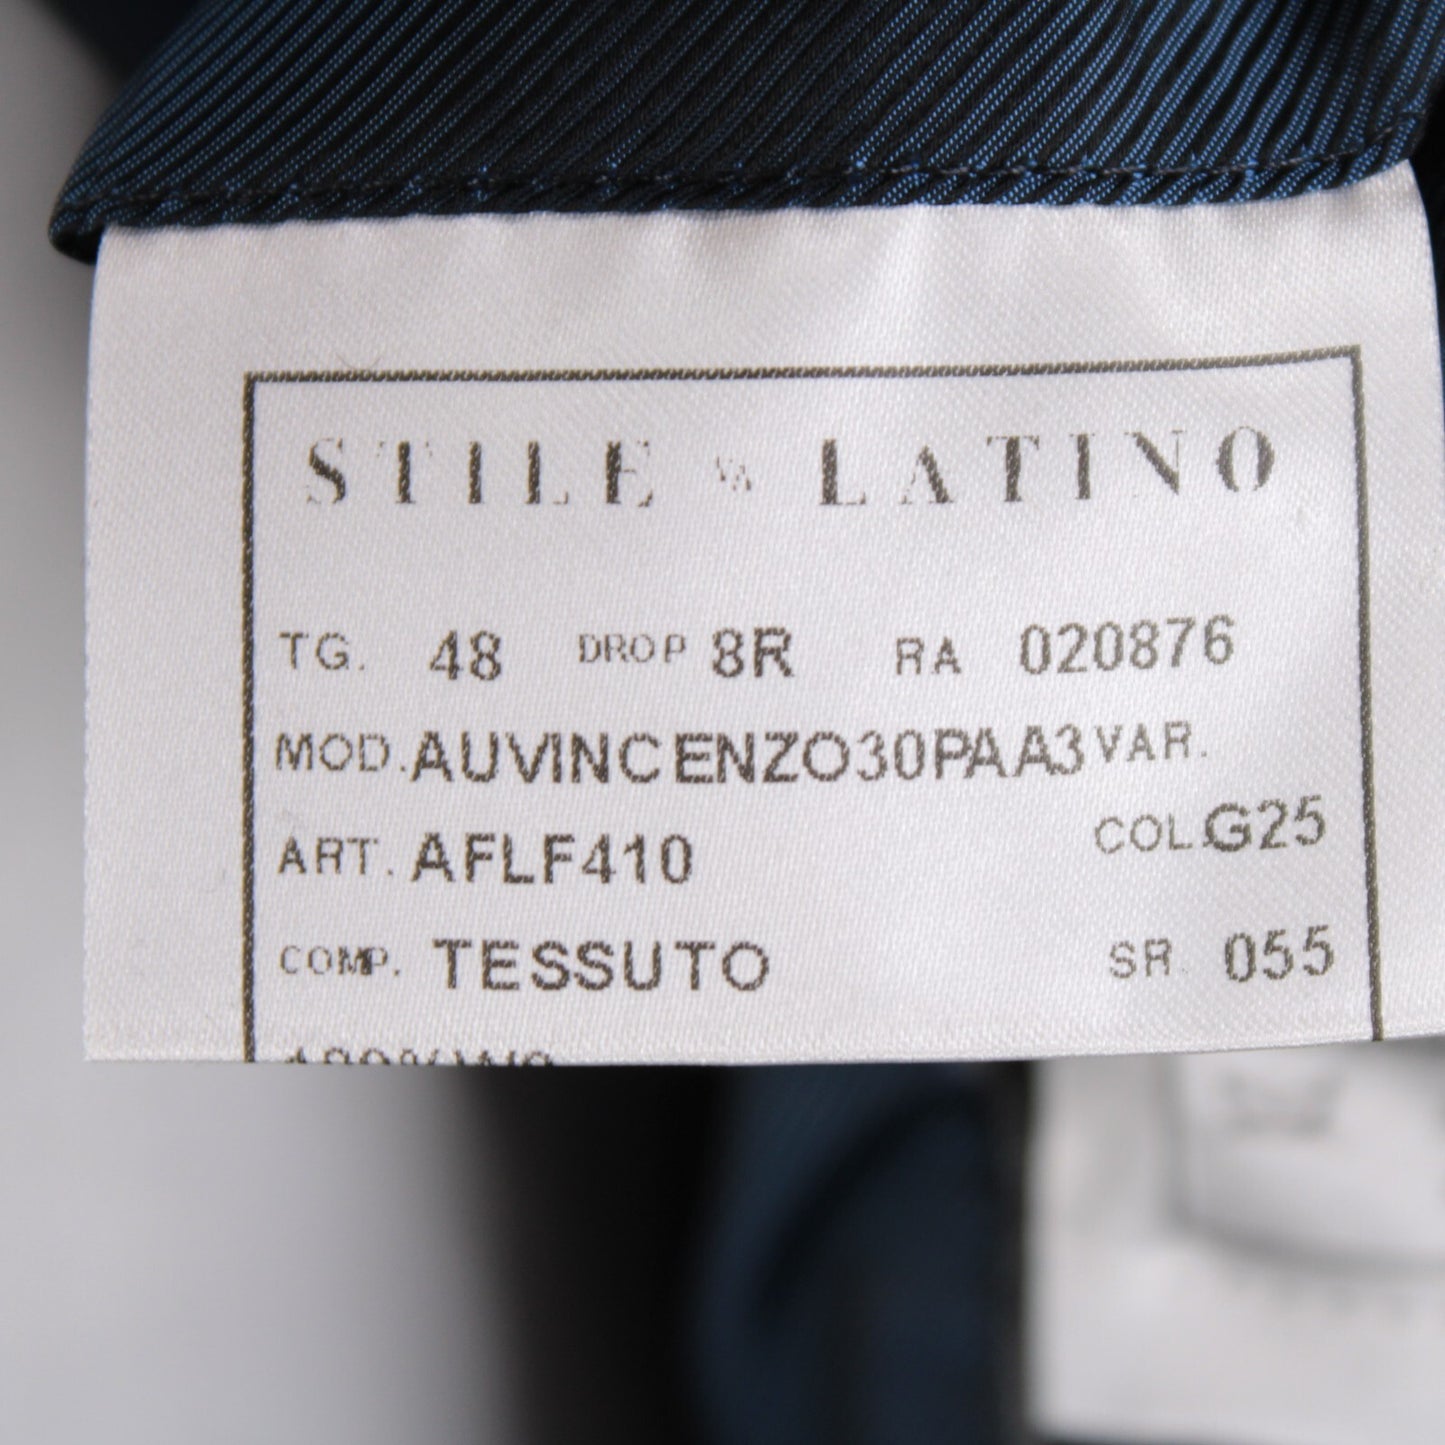 STILE LATINO
TG. 48 DROP 8R RA 020876
MOD. AUVINCENZO30PAA3 VAR.
ART. AFLF410 COL. G25
COMP. TESSUTO SR 055